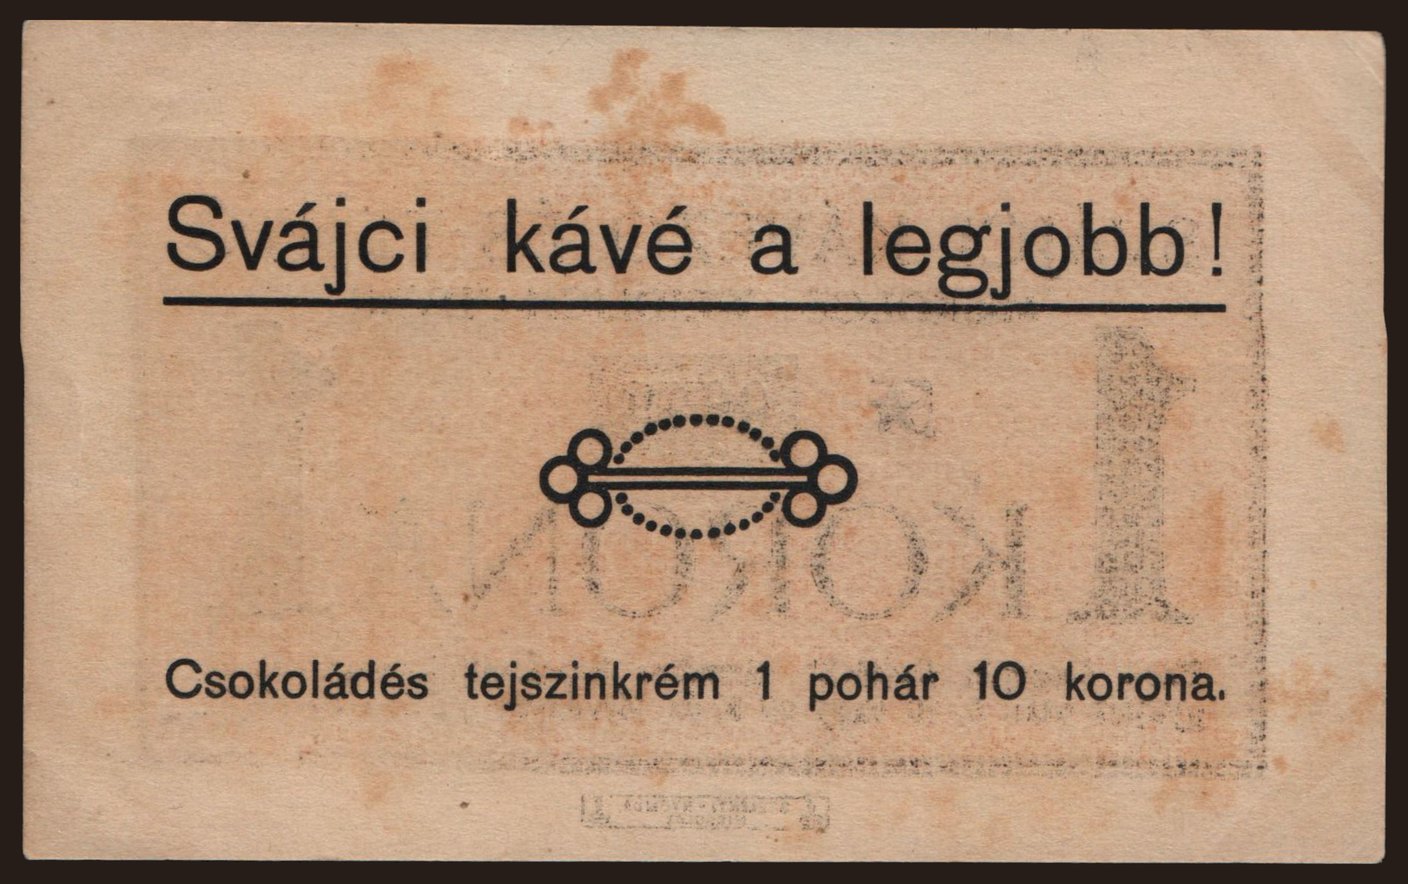 Svájci kávé a legjobb!
Csokoládés tejszinkrém 1 pohár 10 korona.